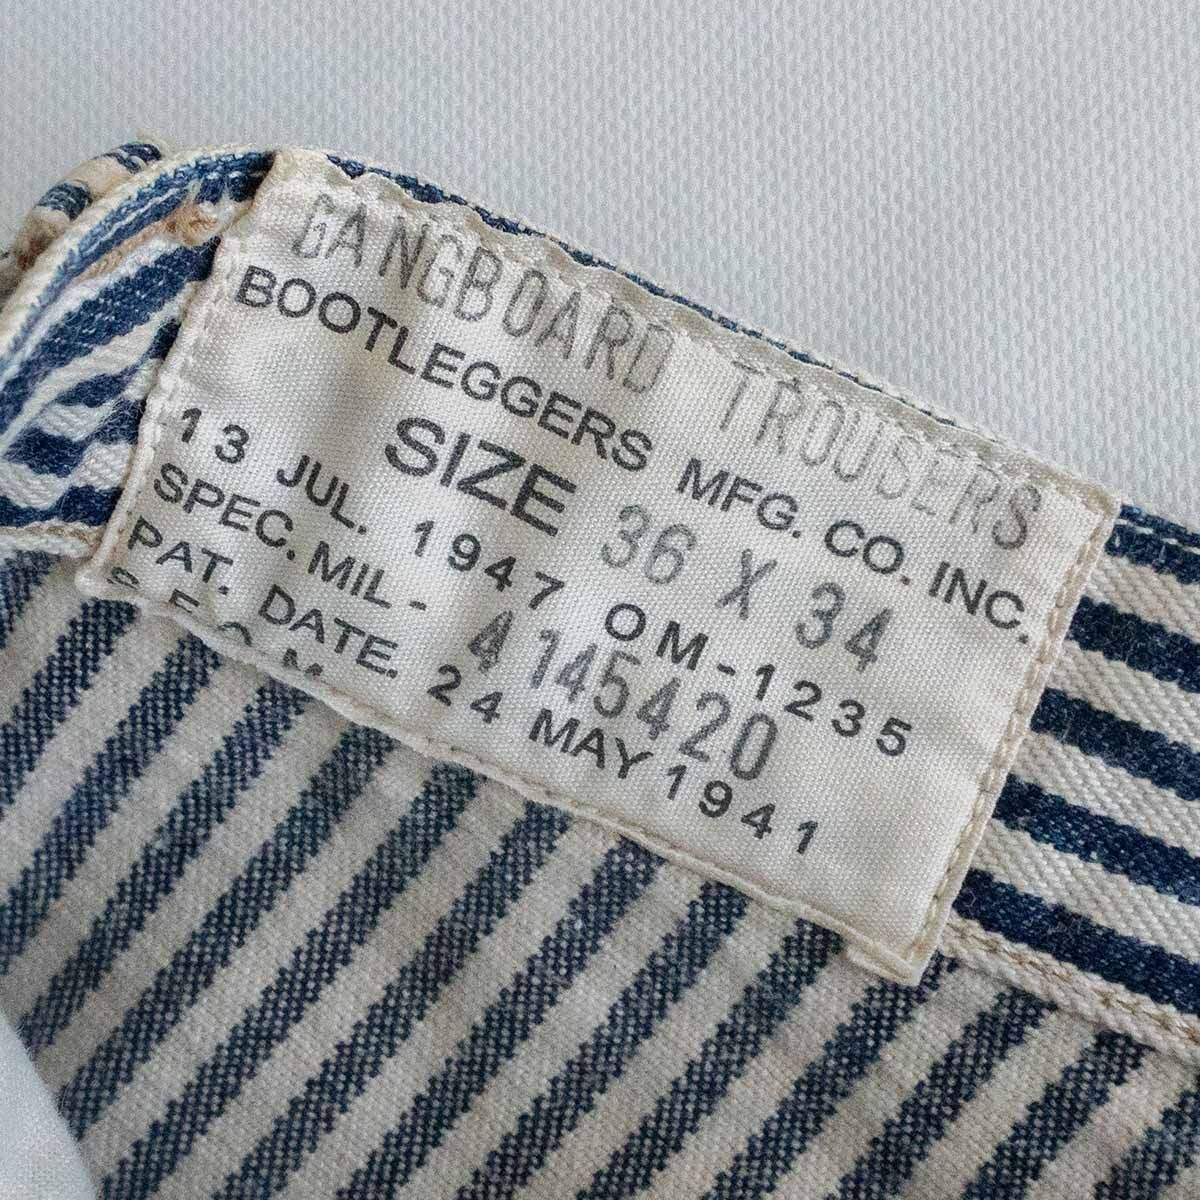 GANGBOARD TROUSERS
BOOTLEGGERS MFG. CO. INC.
SIZE 36 X 34
13 JUL. 1947 OM-1235
SPEC. MIL- 4145420
PAT. DATE. 24 MAY 1941